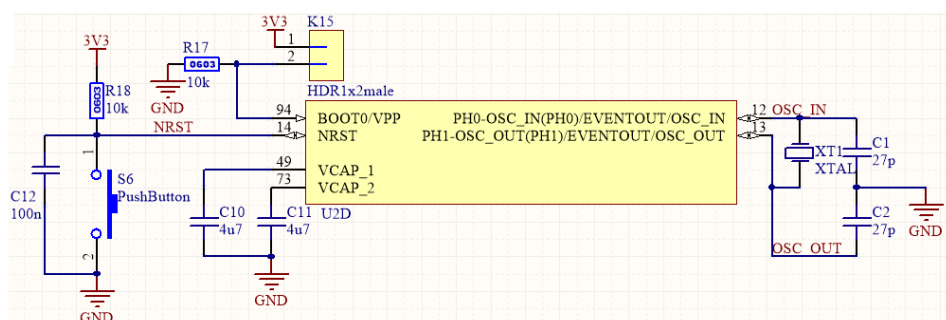 3V3
K15
1
2
HDR1x2male
R17
0603
10k
GND
3V3
R18
0603
10k
NRST
94
BOOT0/VPP
14
NRST
49
VCAP_1
73
VCAP_2
U2D
PH0-OSC_IN(PH0)/EVENTOUT/OSC_IN
PH1-OSC_OUT(PH1)/EVENTOUT/OSC_OUT
12
OSC_IN
13
XT1
XTAL
C1
27p
C2
27p
OSC_OUT
GND
C12
100n
1
S6
PushButton
2
GND
C10
4u7
C11
4u7
GND